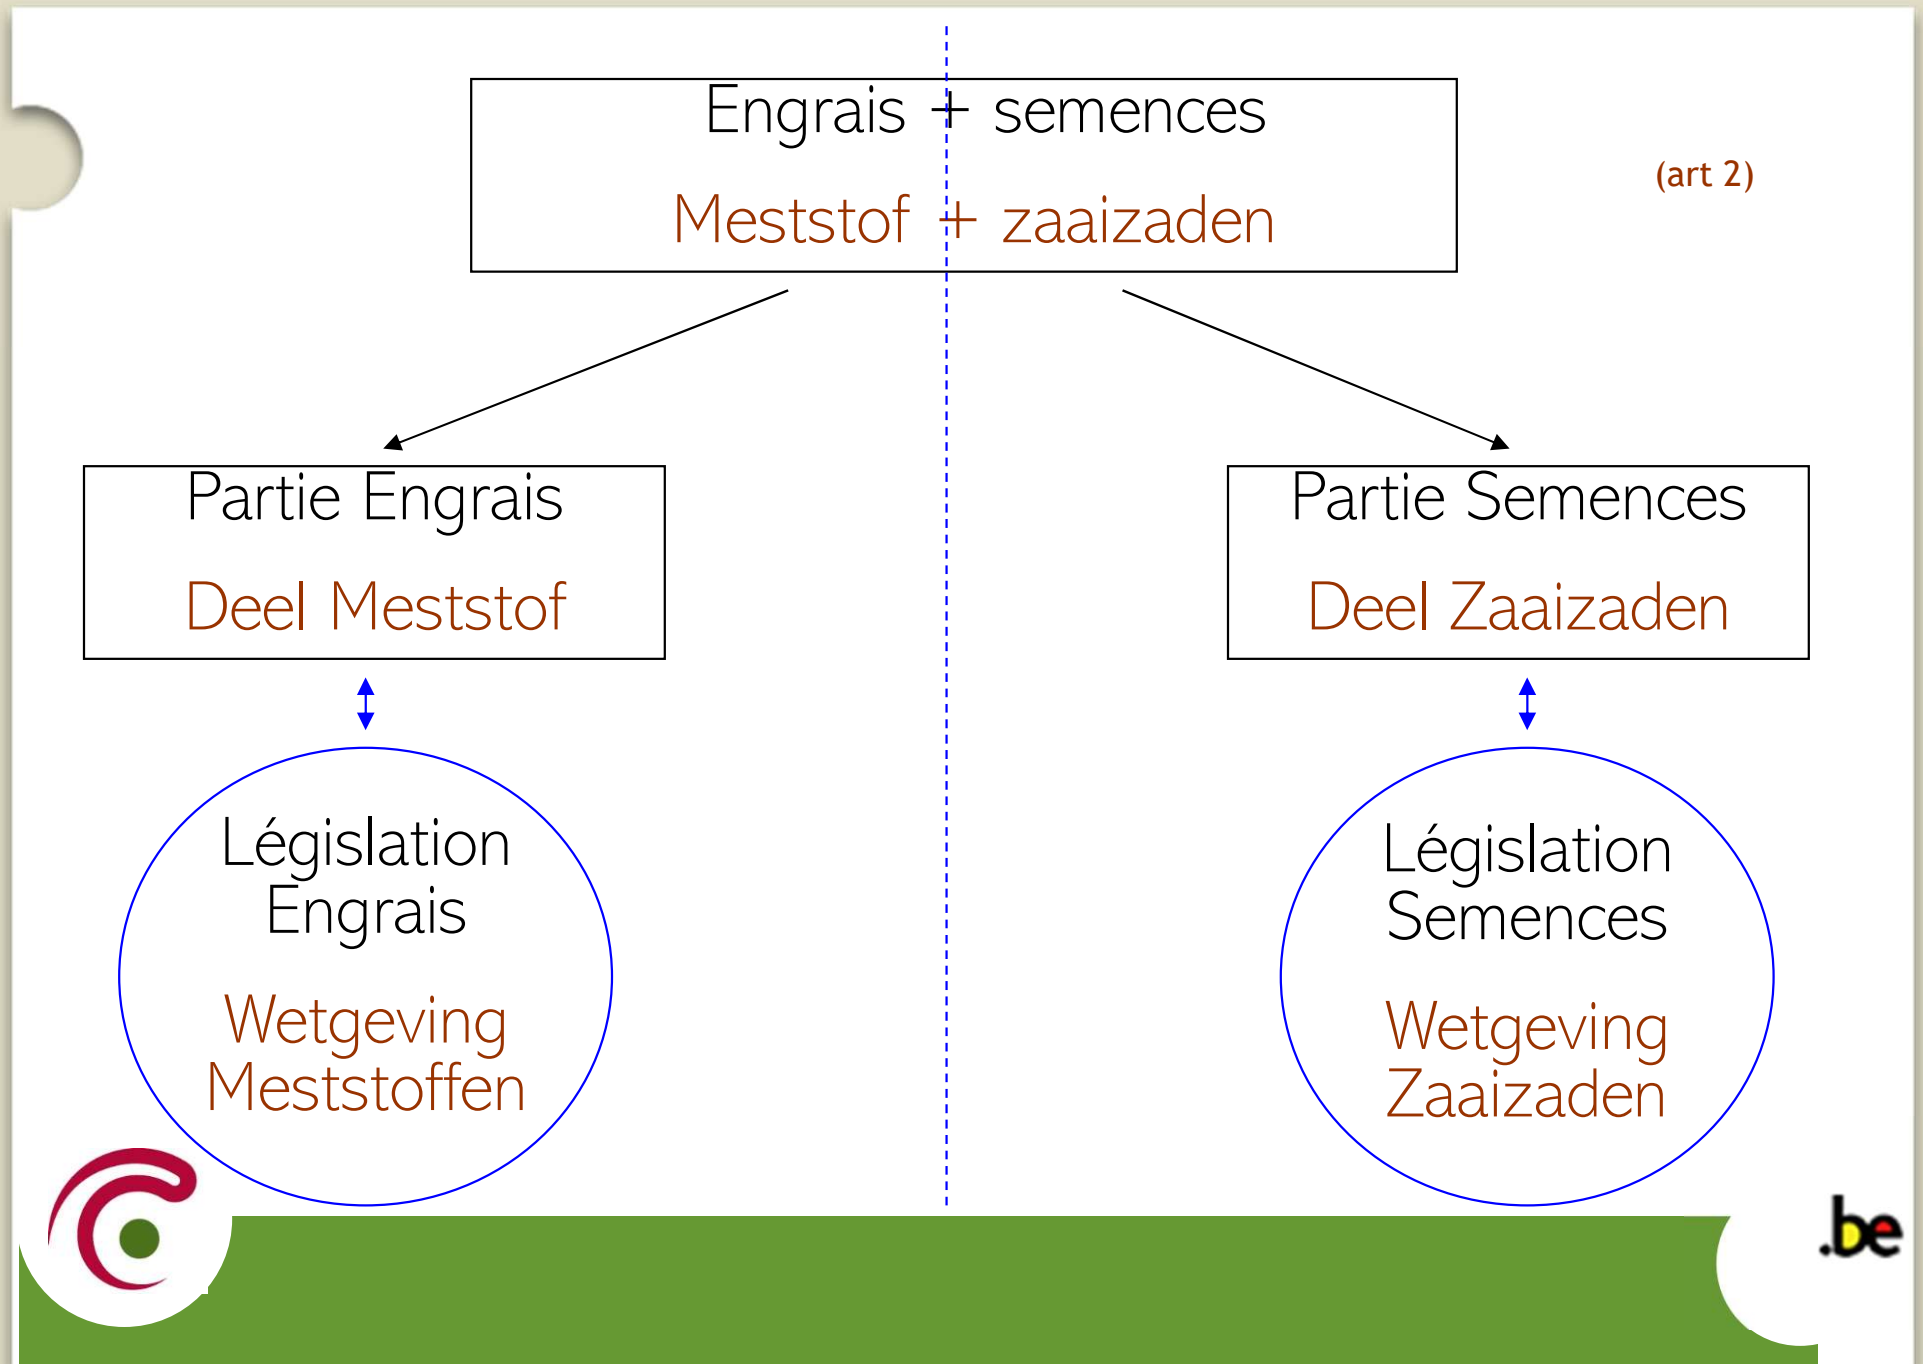 Engrais + semences
Meststof + zaaizaden
(art 2)
Partie Engrais
Deel Meststof
Partie Semences
Deel Zaaizaden
Législation
Engrais
Wetgeving
Meststoffen
Législation
Semences
Wetgeving
Zaaizaden
.be